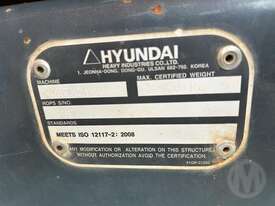 HYUNDAI
HEAVY INDUSTRIES CO., LTD.
1. JEONHA-DONG. DONG-GU. ULSAN 682-792. KOREA
MACHINE
MAX. CERTIFIED WEIGHT
ROPS S/NO.
STANDARDS
MEETS ISO 12117-2: 2008
ANY MODIFICATION OR ALTERATION OF THIS STRUCTURE
WITHOUT AUTHORIZATION AVOID THE CERTIFICATION.